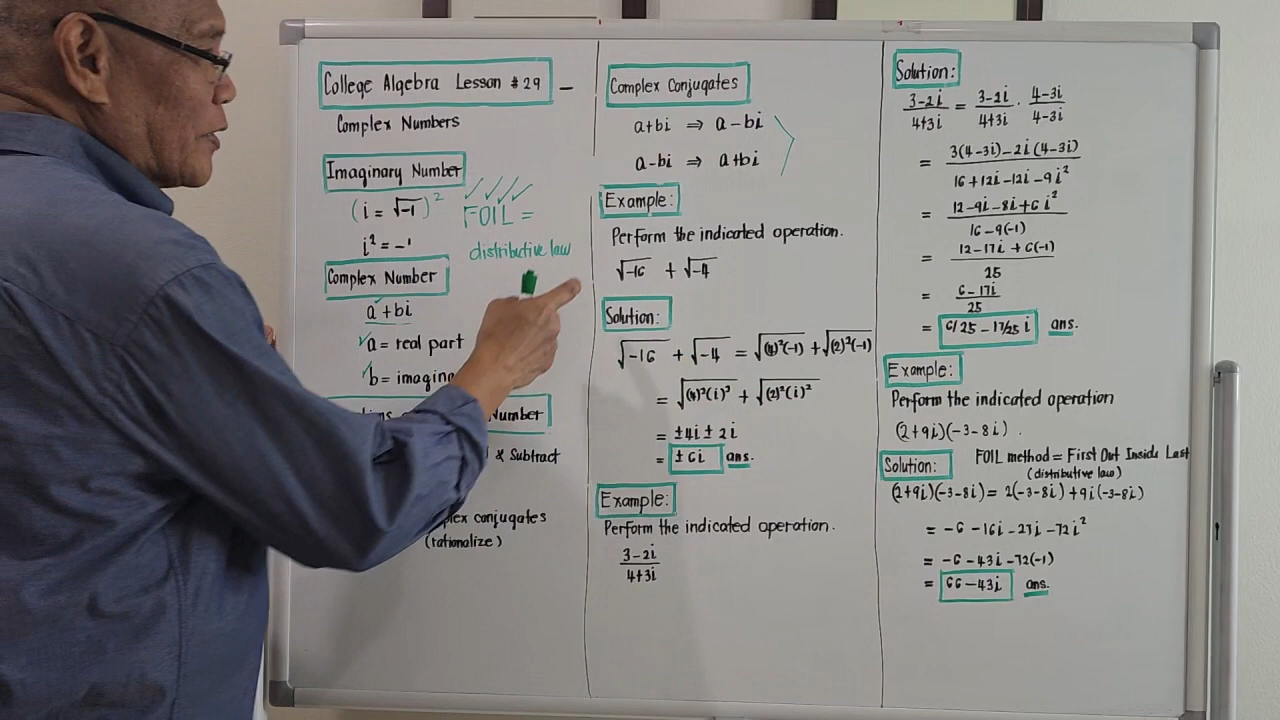 College Algebra Lesson #29 –
Complex Numbers
Imaginary Number
(i = √-1)²
i² = -1
FOIL =
distributive law
Complex Number
a + bi
a = real part
b =
Number
& Subtract
conjugates
(rationalize)
Complex Conjugates
a+bi ⇒ a-bi
a-bi ⇒ a+bi
Example:
Perform the indicated operation.
√-16 + √-4
Solution:
√-16 + √-4 = √(4)²(-1) + √(2)²(-1)
= √(4)²(i)² + √(2)²(i)²
= ±4i ± 2i
= ±6i ans.
Example:
Perform the indicated operation.
3-2i
4+3i
Solution:
3-2i/4+3i = 3-2i/4+3i · 4-3i/4-3i
= 3(4-3i)-2i(4-3i)
16+12i-12i-9i²
= 12-9i-8i+6i²
16-9(-1)
= 12-17i+6(-1)
25
= 6-17i
25
= 6/25 - 17/25 i ans.
Example:
Perform the indicated operation
(2+9i)(-3-8i).
Solution: FOIL method = First Out Inside Last
(distributive law)
(2+9i)(-3-8i) = 2(-3-8i)+9i(-3-8i)
= -6-16i-27i-72i²
= -6-43i-72(-1)
= 66-43i ans.